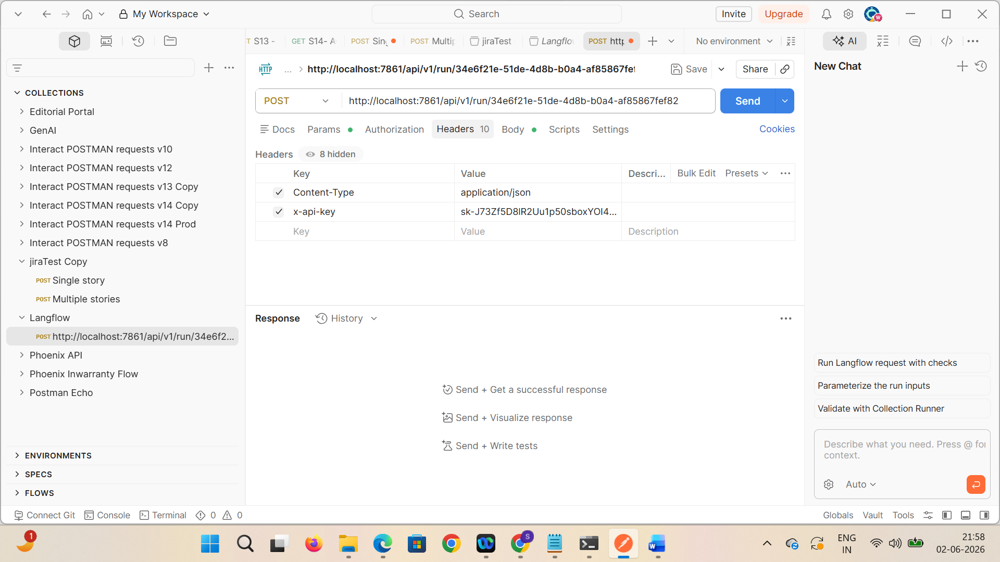 My Workspace
Search
Invite
Upgrade
W
S13 -
GET S14- A
POST Sin
POST Multip
jiraTest
Langflo
POST http
No environment
AI
HTTP
... > http://localhost:7861/api/v1/run/34e6f21e-51de-4d8b-b0a4-af85867fef
Save
Share
New Chat
COLLECTIONS
Editorial Portal
GenAI
Interact POSTMAN requests v10
Interact POSTMAN requests v12
Interact POSTMAN requests v13 Copy
Interact POSTMAN requests v14 Copy
Interact POSTMAN requests v14 Prod
Interact POSTMAN requests v8
jiraTest Copy
POST Single story
POST Multiple stories
Langflow
POST http://localhost:7861/api/v1/run/34e6f2...
Phoenix API
Phoenix Inwarranty Flow
Postman Echo
ENVIRONMENTS
SPECS
FLOWS
POST
http://localhost:7861/api/v1/run/34e6f21e-51de-4d8b-b0a4-af85867fef82
Send
Docs
Params
Authorization
Headers 10
Body
Scripts
Settings
Cookies
Headers
8 hidden
Key
Value
Descri...
Bulk Edit
Presets
Content-Type
application/json
x-api-key
sk-J73Zf5D8lR2Uu1p50sboxYOI4...
Key
Value
Description
Response
History
Send + Get a successful response
Send + Visualize response
Send + Write tests
Run Langflow request with checks
Parameterize the run inputs
Validate with Collection Runner
Describe what you need. Press @ for
context.
Auto
Connect Git
Console
Terminal
0
0
Globals
Vault
Tools
1
S
W
ENG
IN
21:58
02-06-2026